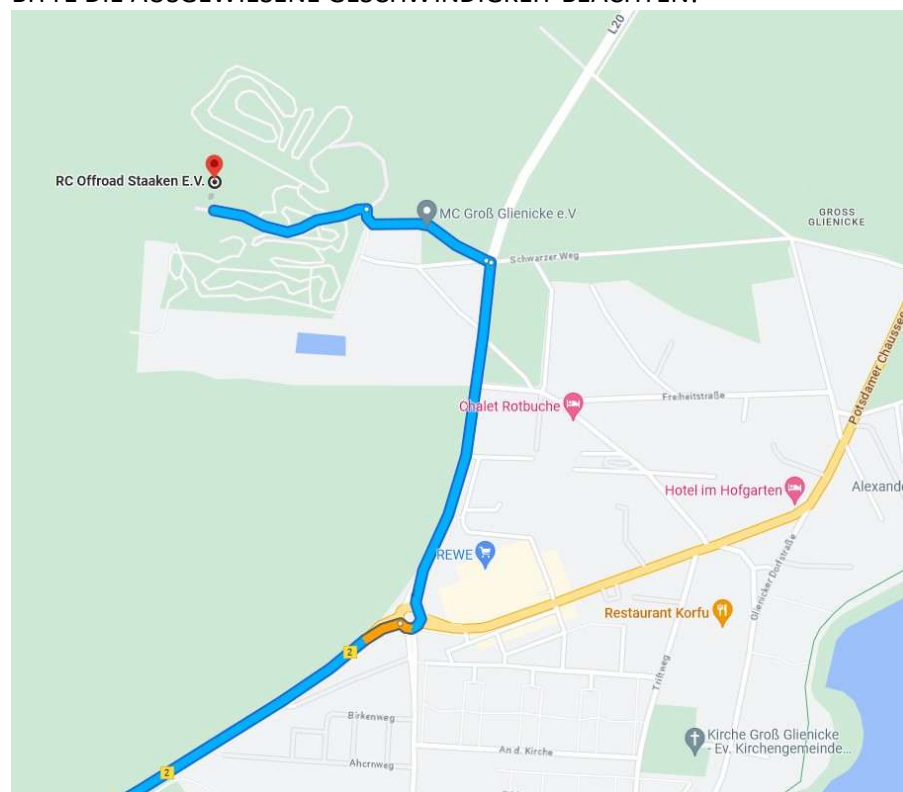 BITTE DIE AUSGEWIESENE GESCHWINDIGKEIT BEACHTEN!
L20
RC Offroad Staaken E.V.
MC Groß Glienicke e.V
GROSS
GLIENICKE
Schwarzer Weg
Potsdamer Chaussee
Freiheitstraße
Chalet Rotbuche
Hotel im Hofgarten
Alexande
REWE
Glienicker Dorfstraße
Restaurant Korfu
Triftweg
2
Birkenweg
Kirche Groß Glienicke
- Ev. Kirchengemeinde...
An d. Kirche
Ahornweg
2